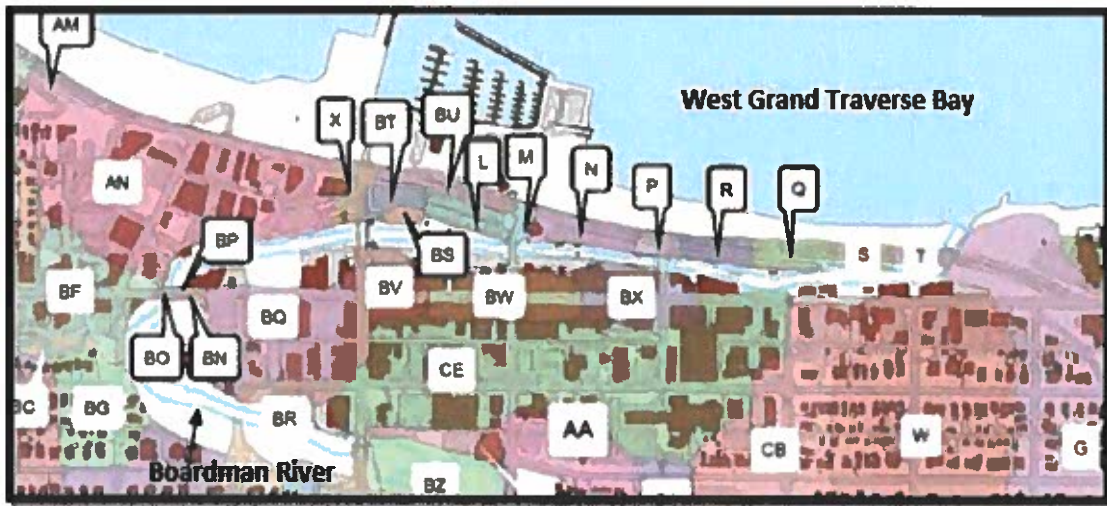 AM
X
BT
BU
West Grand Traverse Bay
L
M
N
P
R
Q
AN
BP
BS
S
T
BF
BQ
BV
BW
BX
BO
BN
CE
BC
BG
BR
AA
CB
W
G
Boardman River
BZ